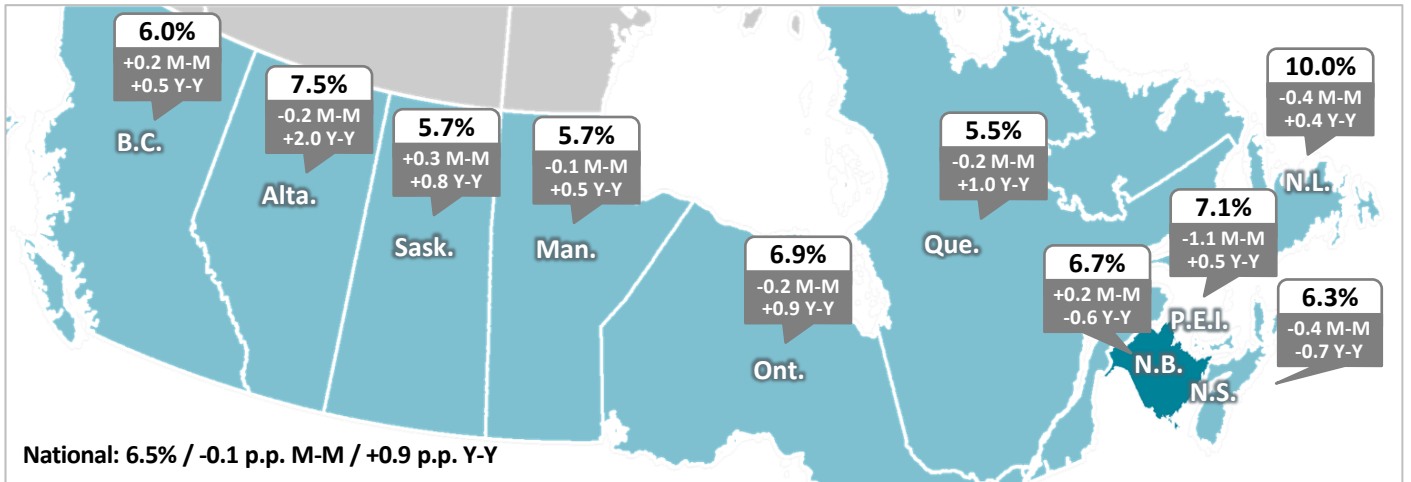 6.0%
+0.2 M-M
+0.5 Y-Y
B.C.
7.5%
-0.2 M-M
+2.0 Y-Y
Alta.
5.7%
+0.3 M-M
+0.8 Y-Y
Sask.
5.7%
-0.1 M-M
+0.5 Y-Y
Man.
6.9%
-0.2 M-M
+0.9 Y-Y
Ont.
5.5%
-0.2 M-M
+1.0 Y-Y
Que.
10.0%
-0.4 M-M
+0.4 Y-Y
N.L.
7.1%
-1.1 M-M
+0.5 Y-Y
P.E.I.
6.7%
+0.2 M-M
-0.6 Y-Y
N.B.
6.3%
-0.4 M-M
-0.7 Y-Y
N.S.
National: 6.5% / -0.1 p.p. M-M / +0.9 p.p. Y-Y